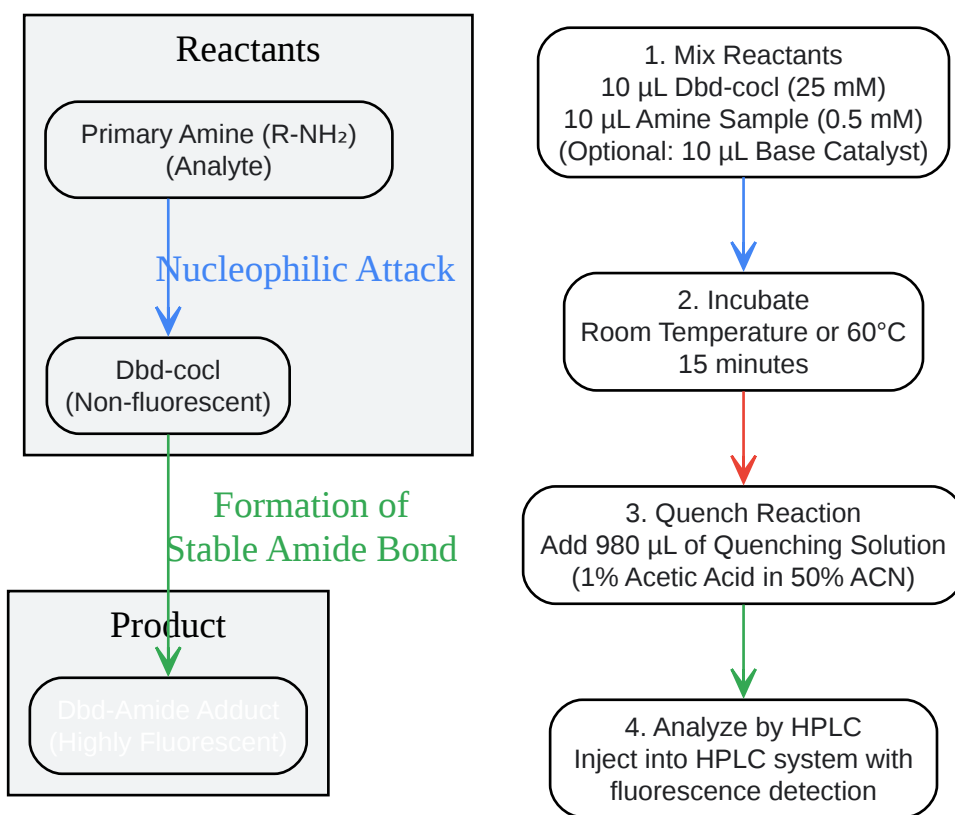 Reactants
Primary Amine (R-NH₂)
(Analyte)
Nucleophilic Attack
Dbd-cocl
(Non-fluorescent)
Formation of
Stable Amide Bond
Product
Dbd-Amide Adduct
(Highly Fluorescent)
1. Mix Reactants
10 µL Dbd-cocl (25 mM)
10 µL Amine Sample (0.5 mM)
(Optional: 10 µL Base Catalyst)
2. Incubate
Room Temperature or 60°C
15 minutes
3. Quench Reaction
Add 980 µL of Quenching Solution
(1% Acetic Acid in 50% ACN)
4. Analyze by HPLC
Inject into HPLC system with
fluorescence detection